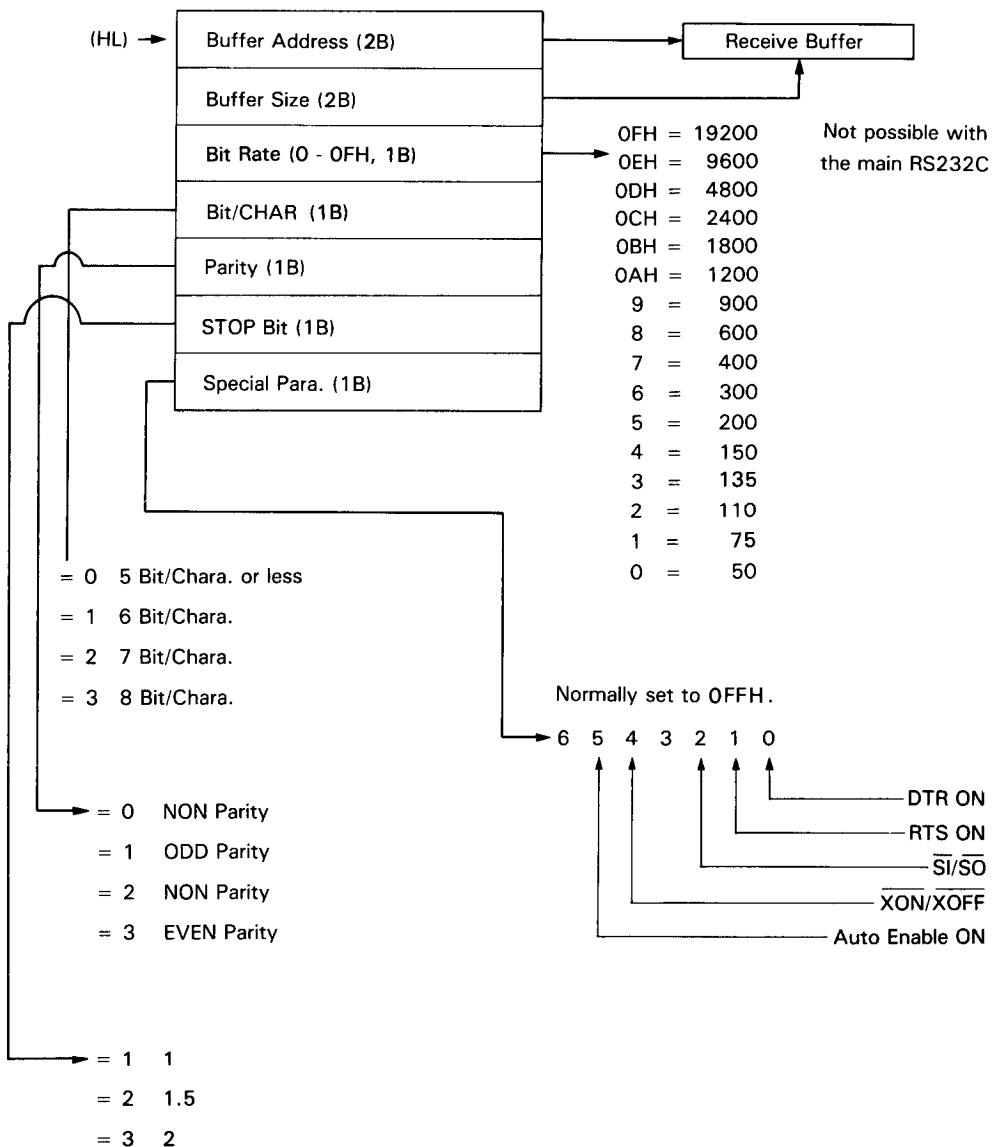 (HL)
Buffer Address (2B)
Receive Buffer
Buffer Size (2B)
Bit Rate (0 - 0FH, 1B)
Bit/CHAR (1B)
Parity (1B)
STOP Bit (1B)
Special Para. (1B)
0FH = 19200 Not possible with
0EH = 9600 the main RS232C
0DH = 4800
0CH = 2400
0BH = 1800
0AH = 1200
9 = 900
8 = 600
7 = 400
6 = 300
5 = 200
4 = 150
3 = 135
2 = 110
1 = 75
0 = 50
= 0 5 Bit/Chara. or less
= 1 6 Bit/Chara.
= 2 7 Bit/Chara.
= 3 8 Bit/Chara.
Normally set to 0FFH.
6 5 4 3 2 1 0
DTR ON
RTS ON
S̅I̅/S̅O̅
X̅O̅N̅/X̅O̅F̅F̅
Auto Enable ON
= 0 NON Parity
= 1 ODD Parity
= 2 NON Parity
= 3 EVEN Parity
= 1 1
= 2 1.5
= 3 2